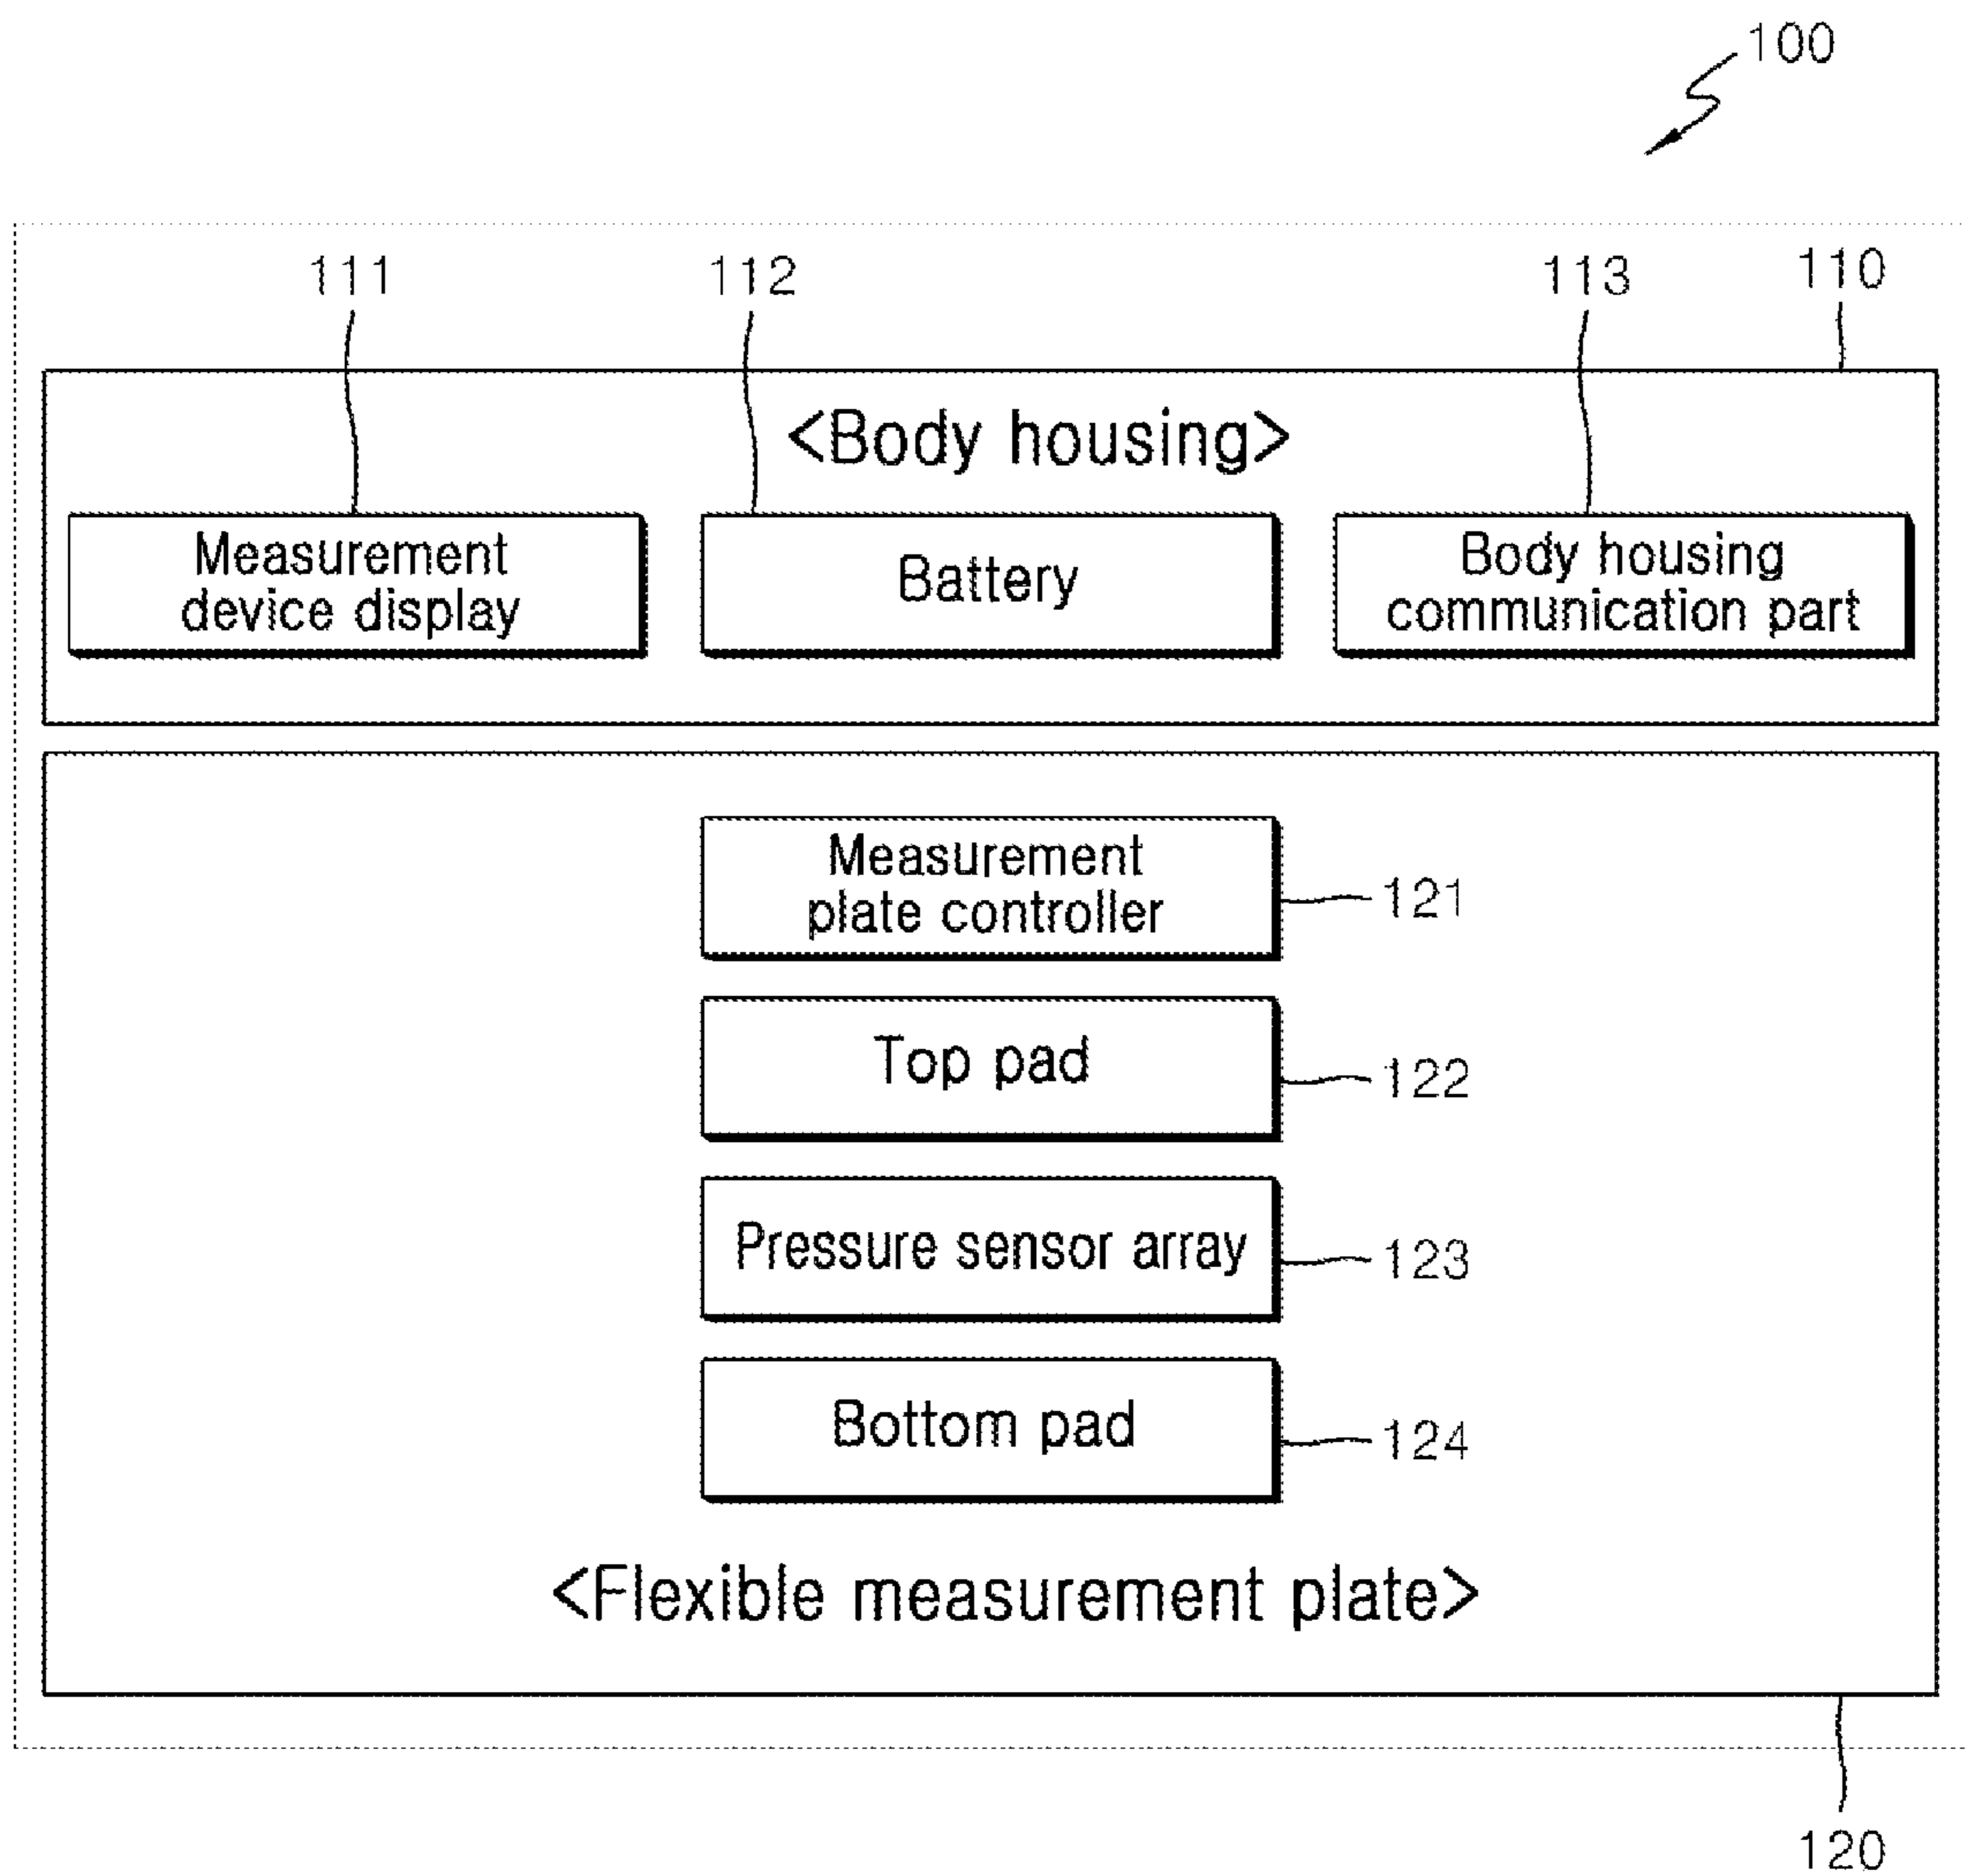 100
111 112 113 110
<Body housing>
Measurement
device display
Battery
Body housing
communication part
Measurement
plate controller
121
Top pad
122
Pressure sensor array
123
Bottom pad
124
<Flexible measurement plate>
120